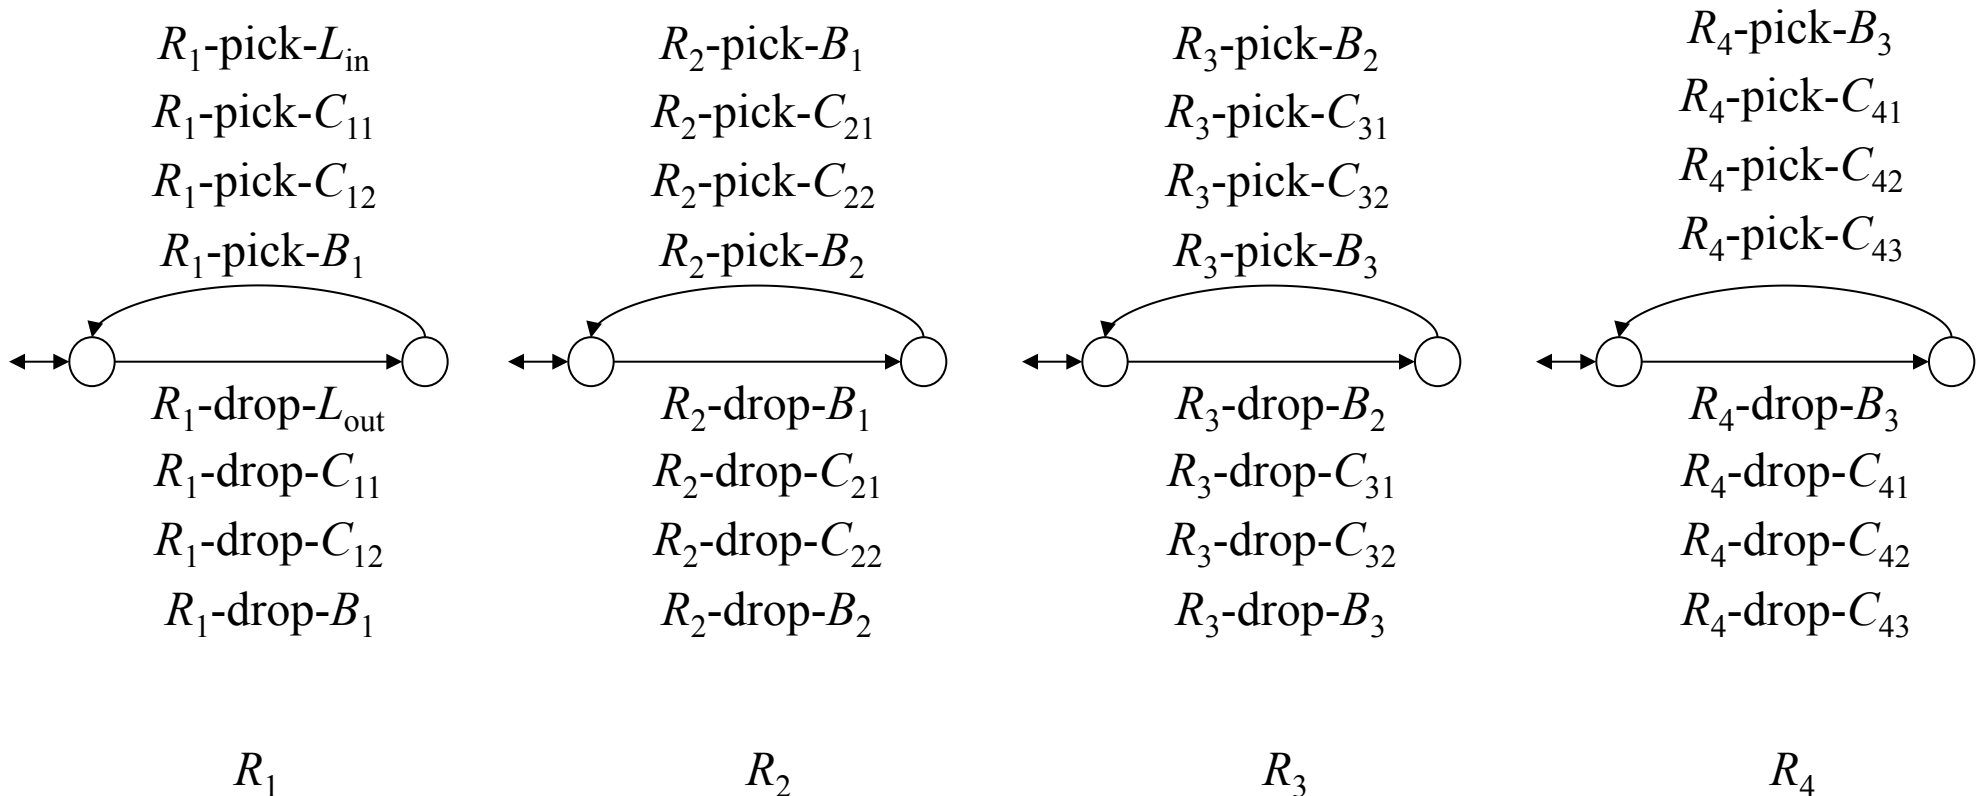 R₁-pick-Lᵢₙ
R₁-pick-C₁₁
R₁-pick-C₁₂
R₁-pick-B₁
R₁-drop-Lₒᵤₜ
R₁-drop-C₁₁
R₁-drop-C₁₂
R₁-drop-B₁
R₁
R₂-pick-B₁
R₂-pick-C₂₁
R₂-pick-C₂₂
R₂-pick-B₂
R₂-drop-B₁
R₂-drop-C₂₁
R₂-drop-C₂₂
R₂-drop-B₂
R₂
R₃-pick-B₂
R₃-pick-C₃₁
R₃-pick-C₃₂
R₃-pick-B₃
R₃-drop-B₂
R₃-drop-C₃₁
R₃-drop-C₃₂
R₃-drop-B₃
R₃
R₄-pick-B₃
R₄-pick-C₄₁
R₄-pick-C₄₂
R₄-pick-C₄₃
R₄-drop-B₃
R₄-drop-C₄₁
R₄-drop-C₄₂
R₄-drop-C₄₃
R₄